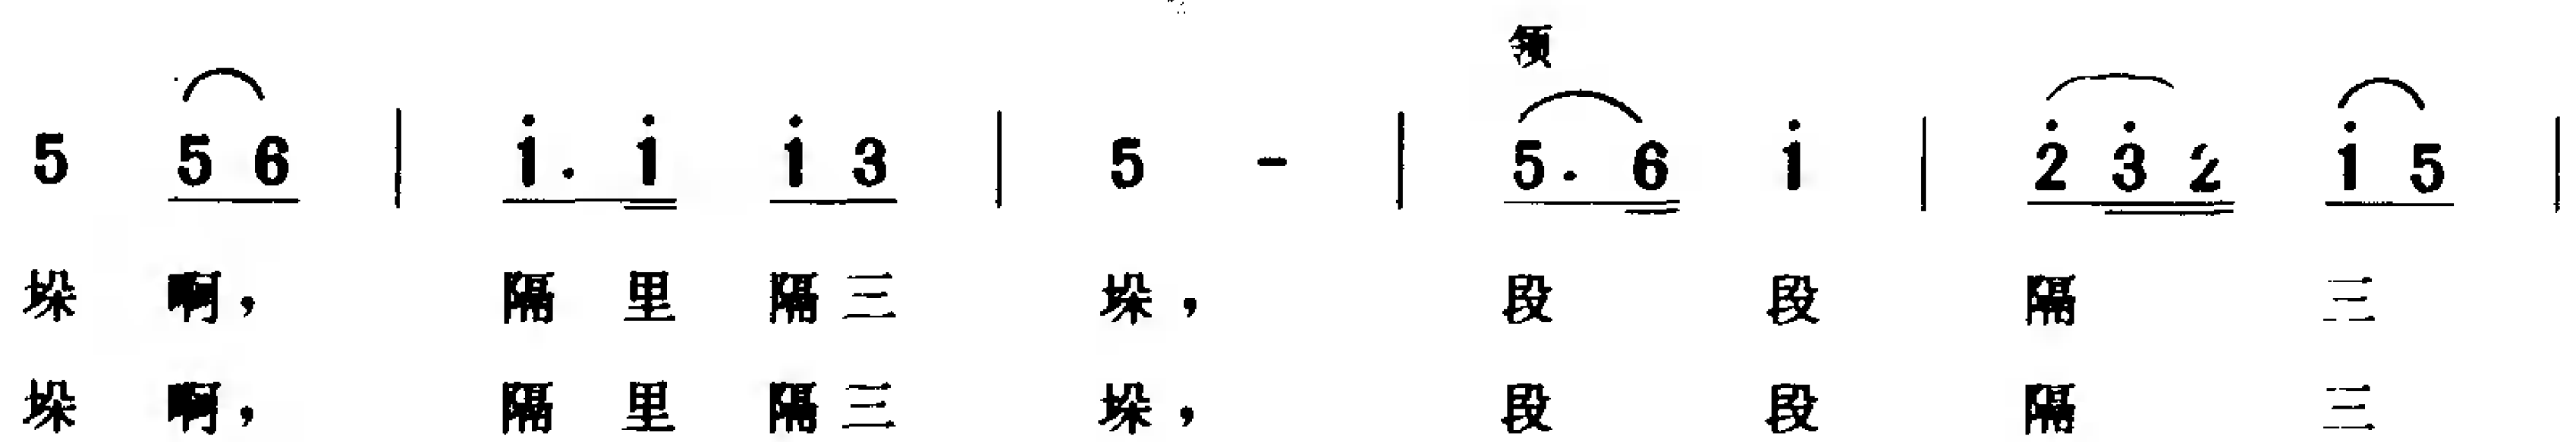 领
5 5 6 | i. i i 3 | 5 - | 5. 6 i | 2̇ 3̇ 2 i 5 |
垛 啊， 隔 里 隔 三 垛， 段 段 隔 三
垛 啊， 隔 里 隔 三 垛， 段 段 隔 三